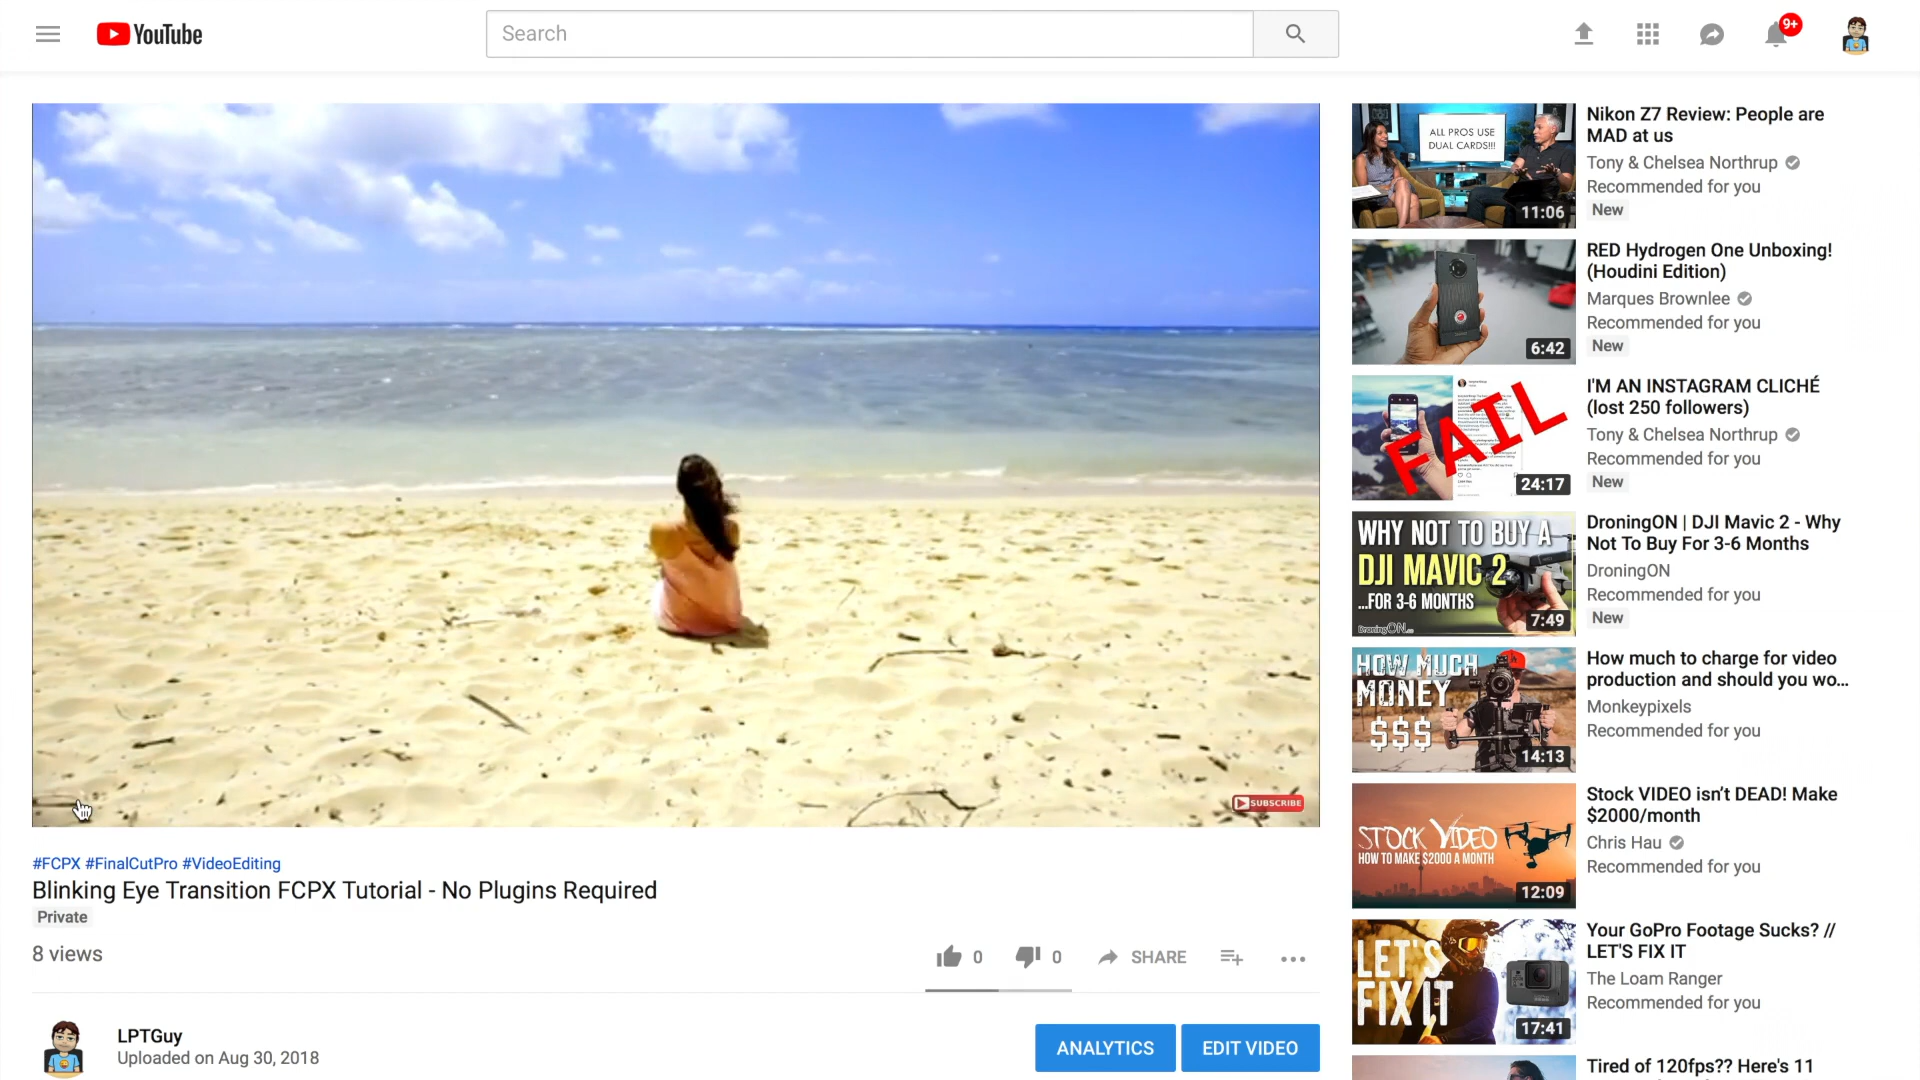 YouTube
Search
9+
SUBSCRIBE
#FCPX #FinalCutPro #VideoEditing
Blinking Eye Transition FCPX Tutorial - No Plugins Required
Private
8 views
0
0
SHARE
LPTGuy
Uploaded on Aug 30, 2018
ANALYTICS
EDIT VIDEO
ALL PROS USE
DUAL CARDS!!!
11:06
Nikon Z7 Review: People are
MAD at us
Tony & Chelsea Northrup
Recommended for you
New
6:42
RED Hydrogen One Unboxing!
(Houdini Edition)
Marques Brownlee
Recommended for you
New
FAIL
24:17
I'M AN INSTAGRAM CLICHÉ
(lost 250 followers)
Tony & Chelsea Northrup
Recommended for you
New
WHY NOT TO BUY A
DJI MAVIC 2
...FOR 3-6 MONTHS
DroningON
7:49
DroningON | DJI Mavic 2 - Why
Not To Buy For 3-6 Months
DroningON
Recommended for you
New
HOW MUCH
MONEY
$$$
14:13
How much to charge for video
production and should you wo...
Monkeypixels
Recommended for you
STOCK VIDEO
HOW TO MAKE $2000 A MONTH
12:09
Stock VIDEO isn’t DEAD! Make
$2000/month
Chris Hau
Recommended for you
LET'S
FIX IT
17:41
Your GoPro Footage Sucks? //
LET'S FIX IT
The Loam Ranger
Recommended for you
Tired of 120fps?? Here's 11